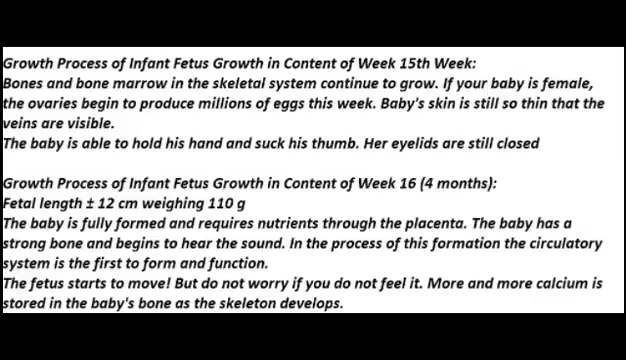 Growth Process of Infant Fetus Growth in Content of Week 15th Week:
Bones and bone marrow in the skeletal system continue to grow. If your baby is female,
the ovaries begin to produce millions of eggs this week. Baby's skin is still so thin that the
veins are visible.
The baby is able to hold his hand and suck his thumb. Her eyelids are still closed

Growth Process of Infant Fetus Growth in Content of Week 16 (4 months):
Fetal length ± 12 cm weighing 110 g
The baby is fully formed and requires nutrients through the placenta. The baby has a
strong bone and begins to hear the sound. In the process of this formation the circulatory
system is the first to form and function.
The fetus starts to move! But do not worry if you do not feel it. More and more calcium is
stored in the baby's bone as the skeleton develops.